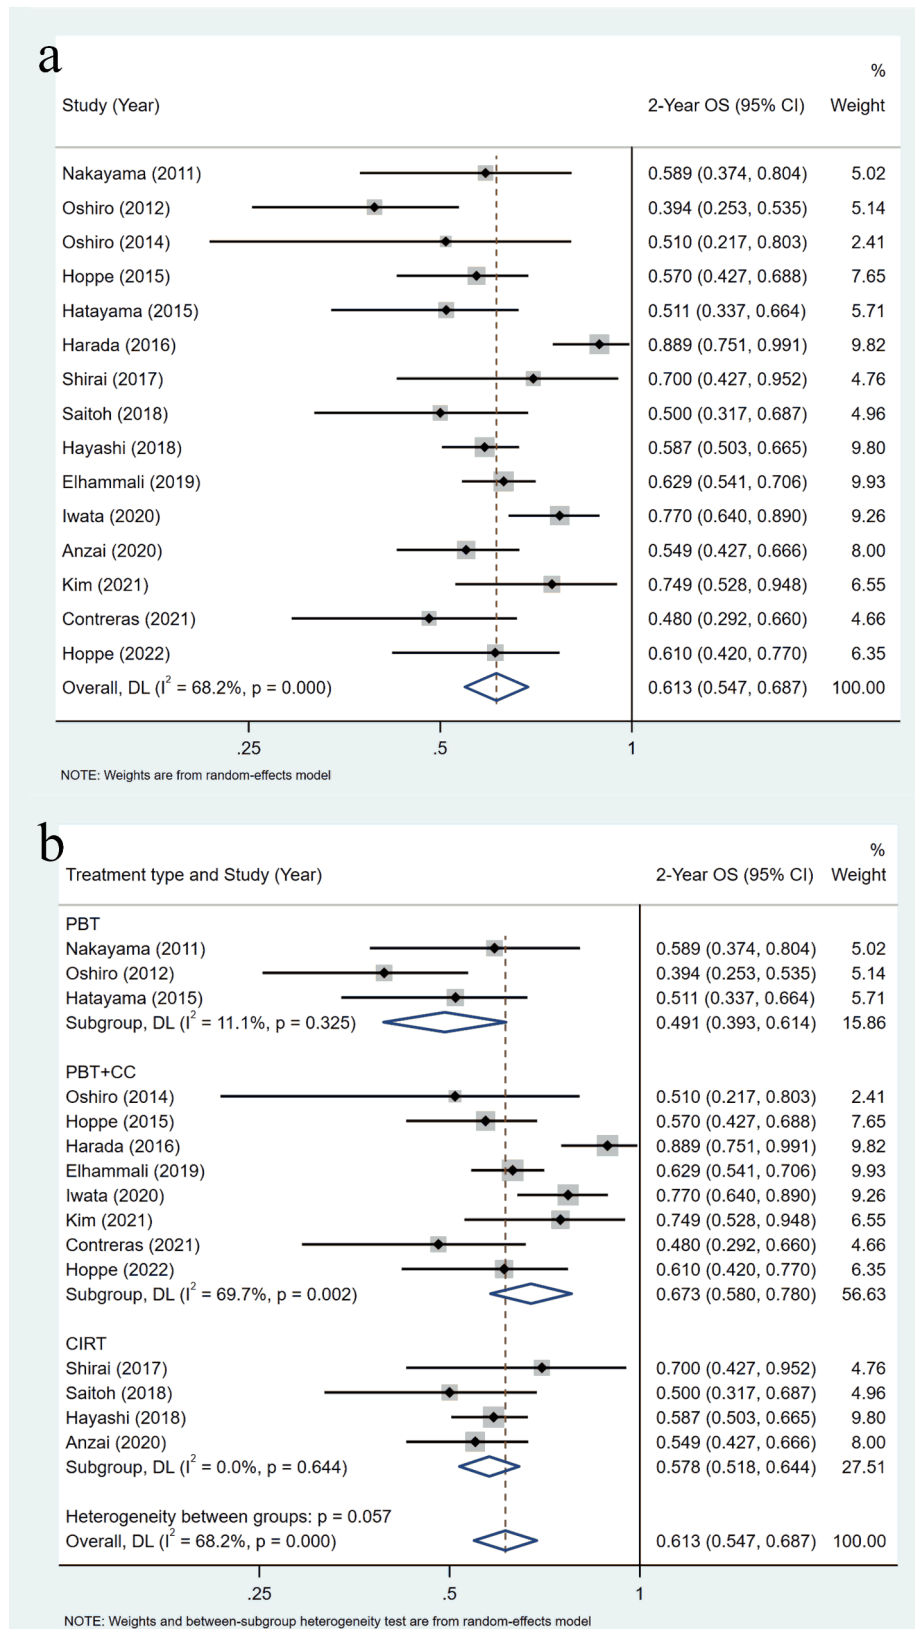 a
%
Study (Year) 2-Year OS (95% CI) Weight
Nakayama (2011) 0.589 (0.374, 0.804) 5.02
Oshiro (2012) 0.394 (0.253, 0.535) 5.14
Oshiro (2014) 0.510 (0.217, 0.803) 2.41
Hoppe (2015) 0.570 (0.427, 0.688) 7.65
Hatayama (2015) 0.511 (0.337, 0.664) 5.71
Harada (2016) 0.889 (0.751, 0.991) 9.82
Shirai (2017) 0.700 (0.427, 0.952) 4.76
Saitoh (2018) 0.500 (0.317, 0.687) 4.96
Hayashi (2018) 0.587 (0.503, 0.665) 9.80
Elhammali (2019) 0.629 (0.541, 0.706) 9.93
Iwata (2020) 0.770 (0.640, 0.890) 9.26
Anzai (2020) 0.549 (0.427, 0.666) 8.00
Kim (2021) 0.749 (0.528, 0.948) 6.55
Contreras (2021) 0.480 (0.292, 0.660) 4.66
Hoppe (2022) 0.610 (0.420, 0.770) 6.35
Overall, DL (I² = 68.2%, p = 0.000) 0.613 (0.547, 0.687) 100.00
.25 .5 1
NOTE: Weights are from random-effects model
b
%
Treatment type and Study (Year) 2-Year OS (95% CI) Weight
PBT
Nakayama (2011) 0.589 (0.374, 0.804) 5.02
Oshiro (2012) 0.394 (0.253, 0.535) 5.14
Hatayama (2015) 0.511 (0.337, 0.664) 5.71
Subgroup, DL (I² = 11.1%, p = 0.325) 0.491 (0.393, 0.614) 15.86
PBT+CC
Oshiro (2014) 0.510 (0.217, 0.803) 2.41
Hoppe (2015) 0.570 (0.427, 0.688) 7.65
Harada (2016) 0.889 (0.751, 0.991) 9.82
Elhammali (2019) 0.629 (0.541, 0.706) 9.93
Iwata (2020) 0.770 (0.640, 0.890) 9.26
Kim (2021) 0.749 (0.528, 0.948) 6.55
Contreras (2021) 0.480 (0.292, 0.660) 4.66
Hoppe (2022) 0.610 (0.420, 0.770) 6.35
Subgroup, DL (I² = 69.7%, p = 0.002) 0.673 (0.580, 0.780) 56.63
CIRT
Shirai (2017) 0.700 (0.427, 0.952) 4.76
Saitoh (2018) 0.500 (0.317, 0.687) 4.96
Hayashi (2018) 0.587 (0.503, 0.665) 9.80
Anzai (2020) 0.549 (0.427, 0.666) 8.00
Subgroup, DL (I² = 0.0%, p = 0.644) 0.578 (0.518, 0.644) 27.51
Heterogeneity between groups: p = 0.057
Overall, DL (I² = 68.2%, p = 0.000) 0.613 (0.547, 0.687) 100.00
.25 .5 1
NOTE: Weights and between-subgroup heterogeneity test are from random-effects model